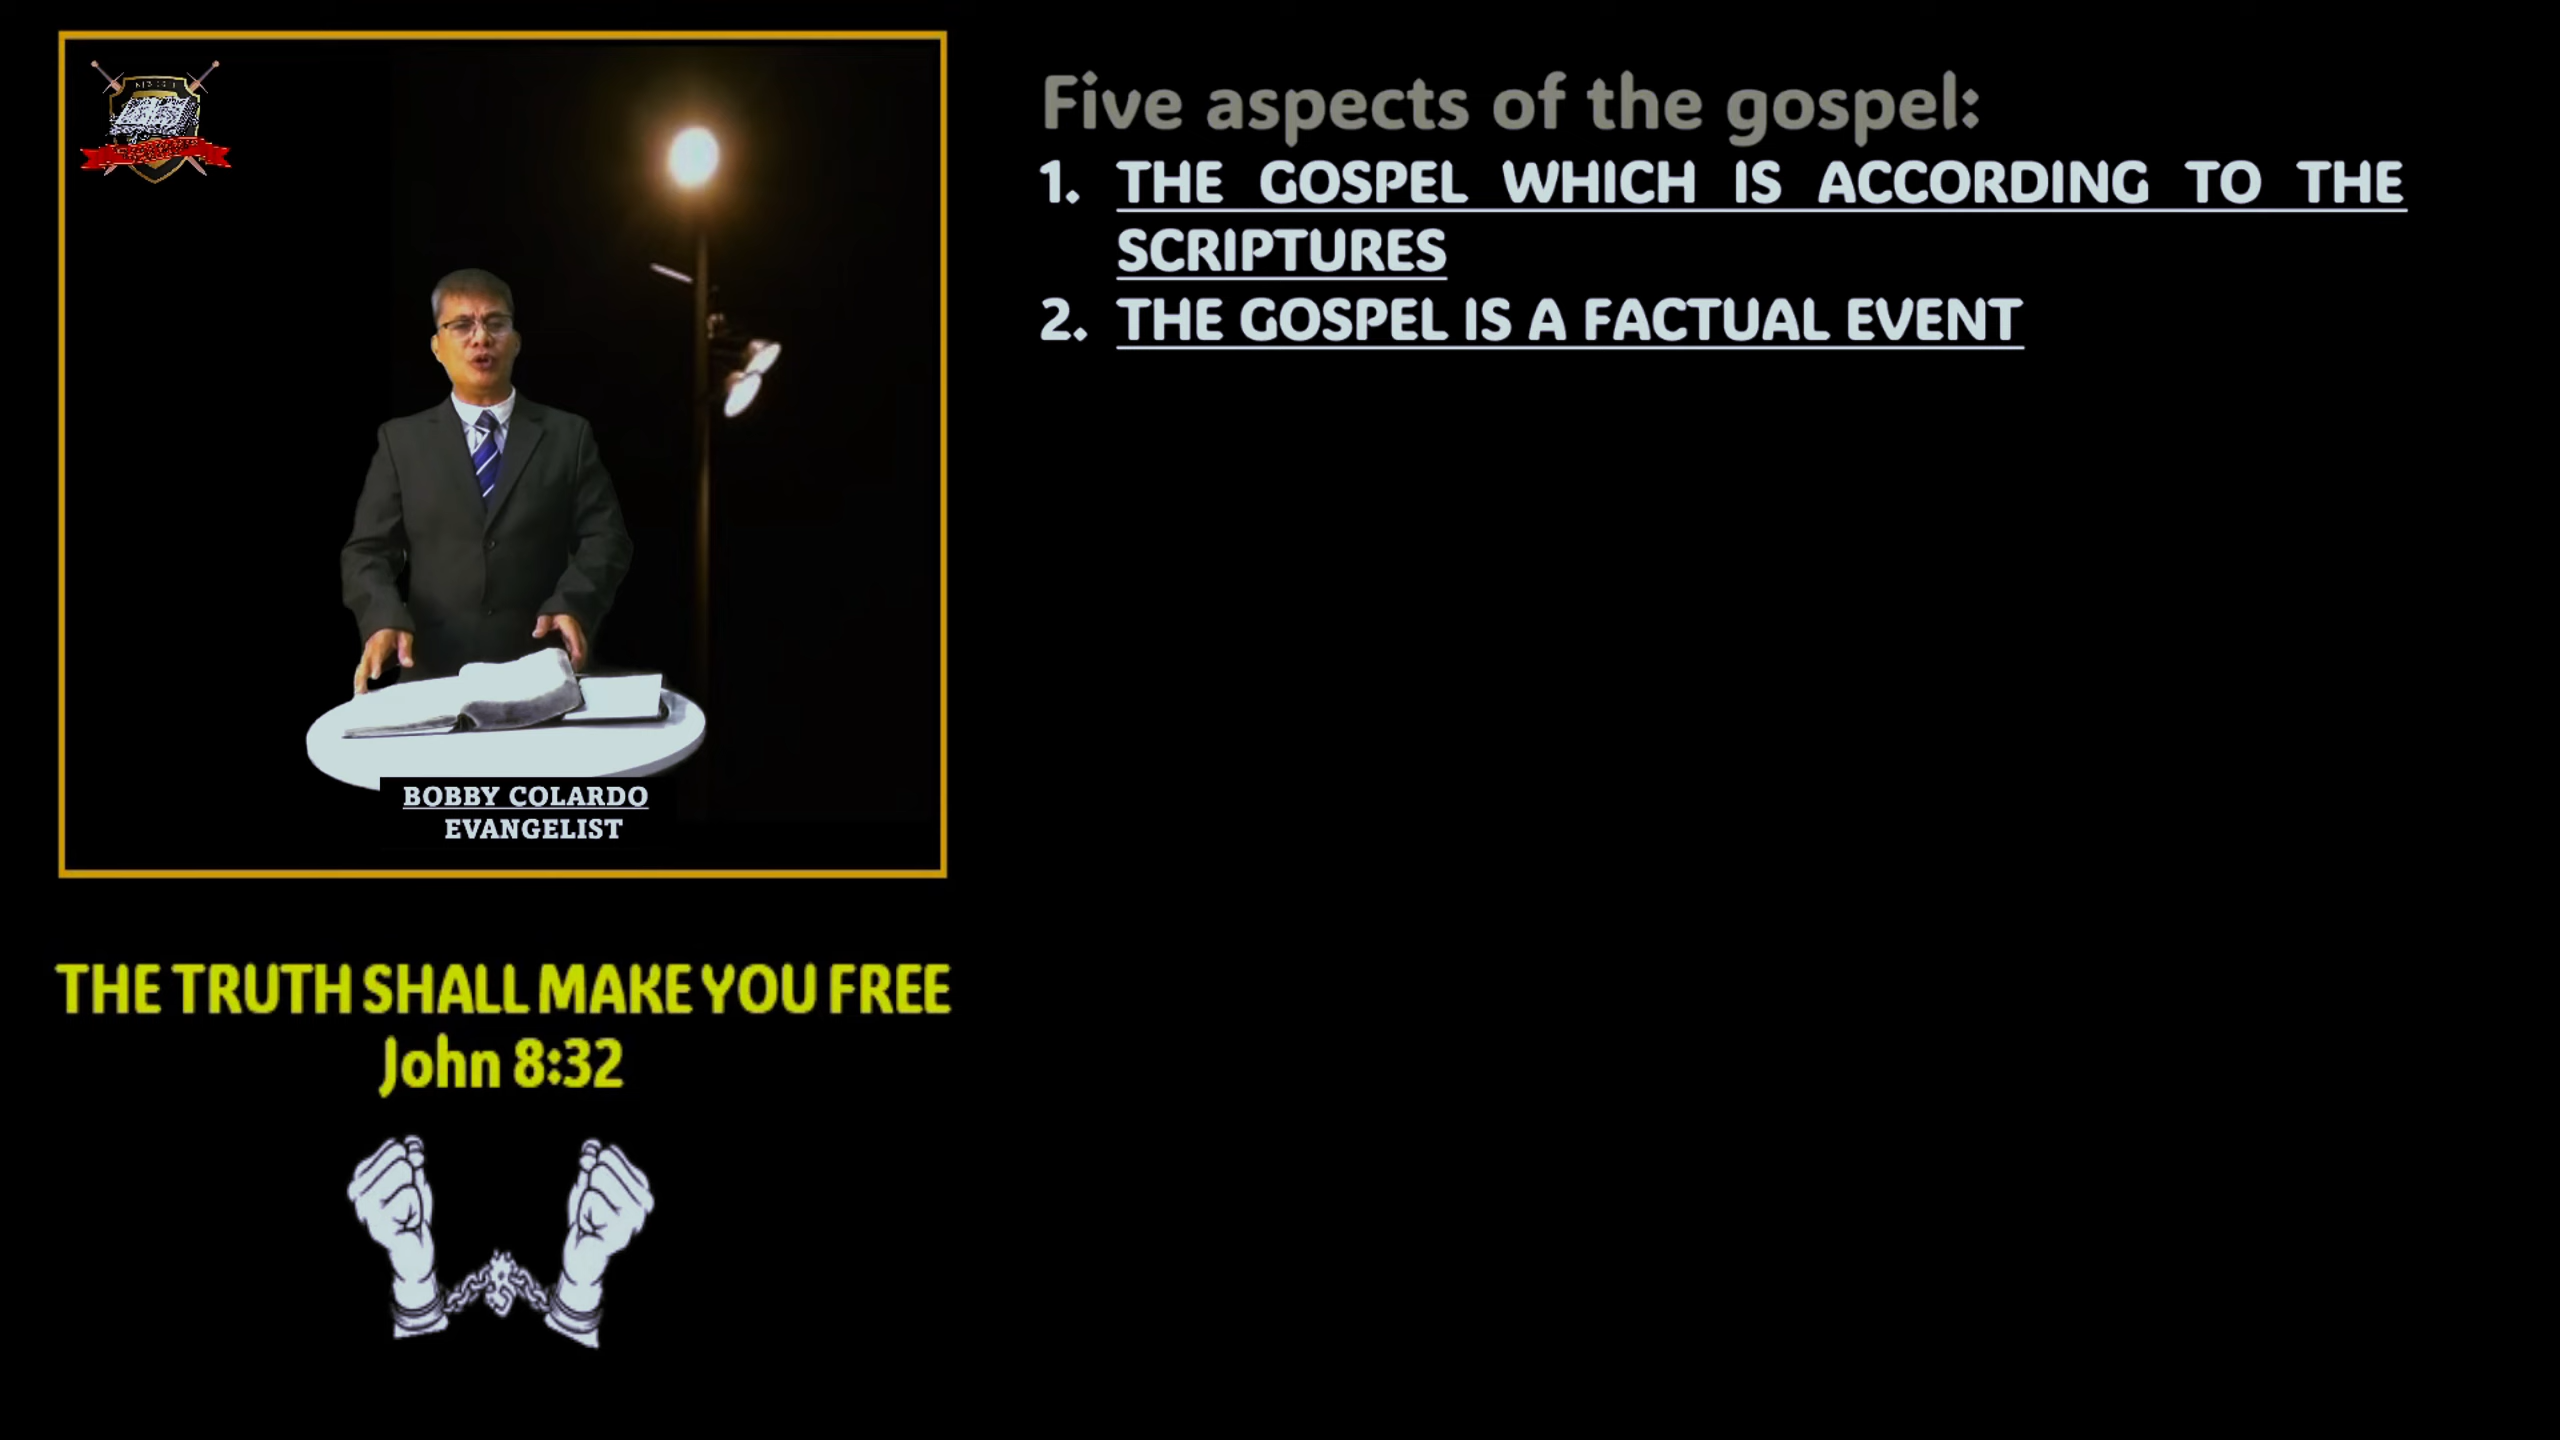 Five aspects of the gospel:
1. THE GOSPEL WHICH IS ACCORDING TO THE
SCRIPTURES
2. THE GOSPEL IS A FACTUAL EVENT
BOBBY COLARDO
EVANGELIST
THE TRUTH SHALL MAKE YOU FREE
John 8:32